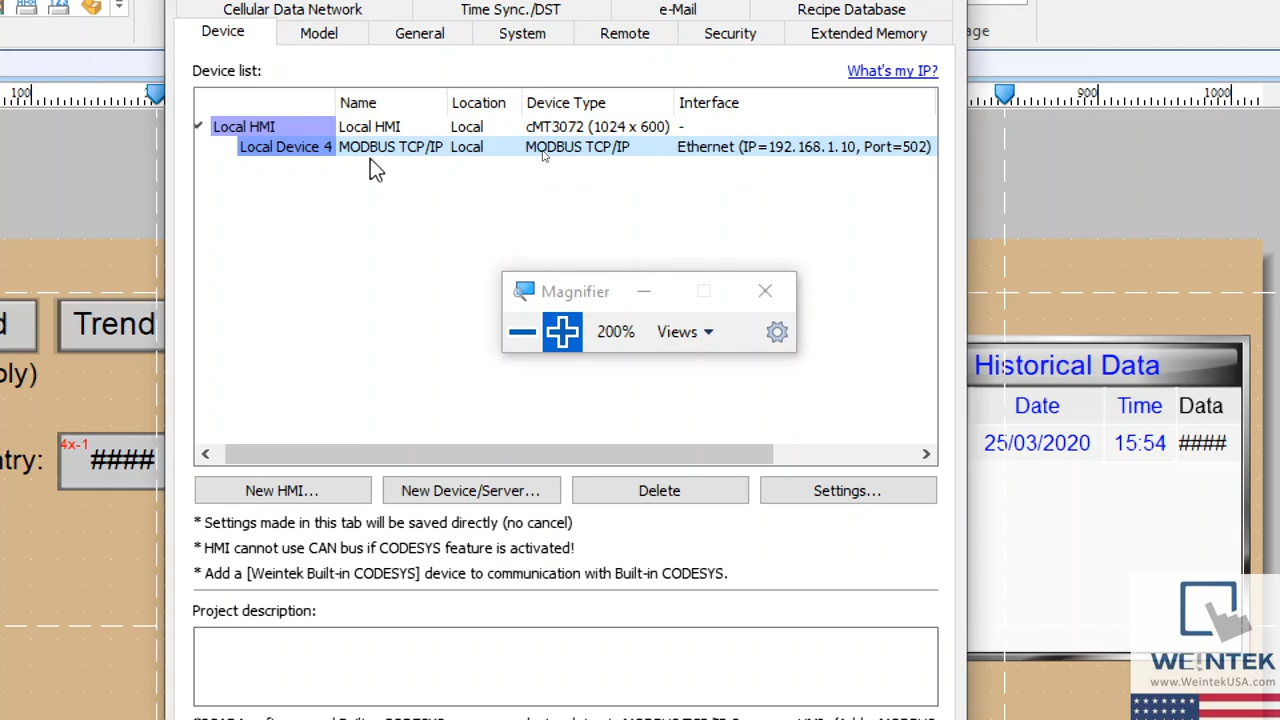 Cellular Data Network Time Sync./DST e-Mail Recipe Database
Device Model General System Remote Security Extended Memory
Device list: What's my IP?
Name Location Device Type Interface
Local HMI Local HMI Local cMT3072 (1024 x 600) -
Local Device 4 MODBUS TCP/IP Local MODBUS TCP/IP Ethernet (IP=192.168.1.10, Port=502)
Magnifier
200% Views
New HMI... New Device/Server... Delete Settings...
* Settings made in this tab will be saved directly (no cancel)
* HMI cannot use CAN bus if CODESYS feature is activated!
* Add a [Weintek Built-in CODESYS] device to communication with Built-in CODESYS.
Project description:
100
900 1000
Trend
4x-1
####
Historical Data
Date Time Data
25/03/2020 15:54 ####
WEINTEK
www.WeintekUSA.com